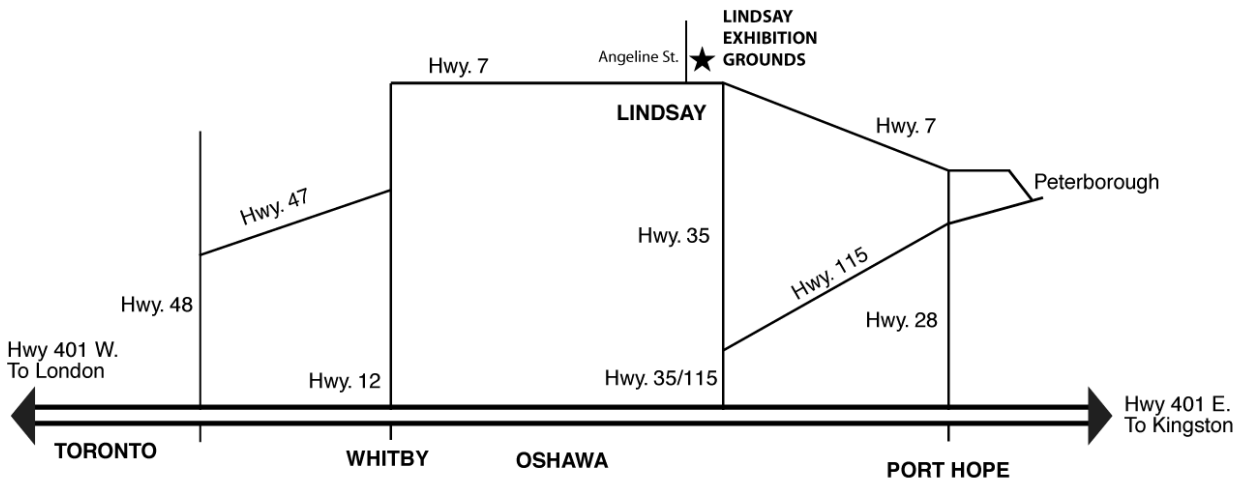 LINDSAY
EXHIBITION
GROUNDS
Angeline St.
Hwy. 7
LINDSAY
Hwy. 7
Peterborough
Hwy. 47
Hwy. 35
Hwy. 115
Hwy. 48
Hwy. 28
Hwy 401 W.
To London
Hwy. 12
Hwy. 35/115
Hwy 401 E.
To Kingston
TORONTO
WHITBY
OSHAWA
PORT HOPE